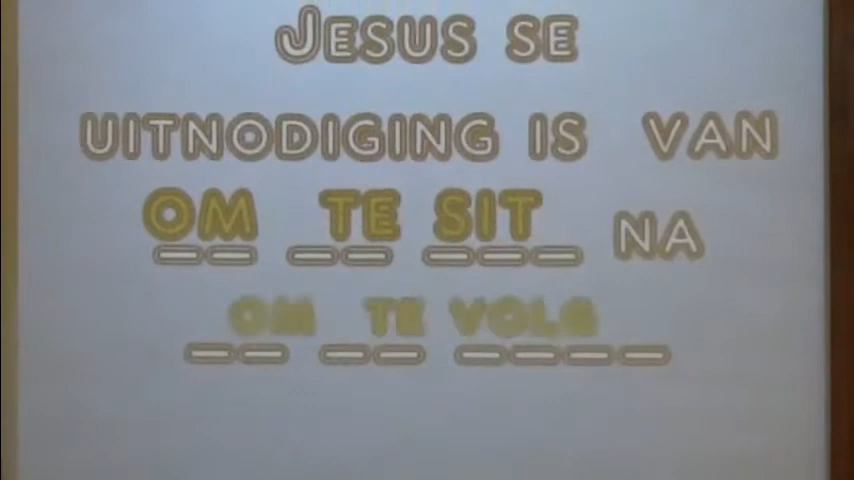 JESUS SE
UITNODIGING IS VAN
OM TE SIT NA
OM TE VOLG